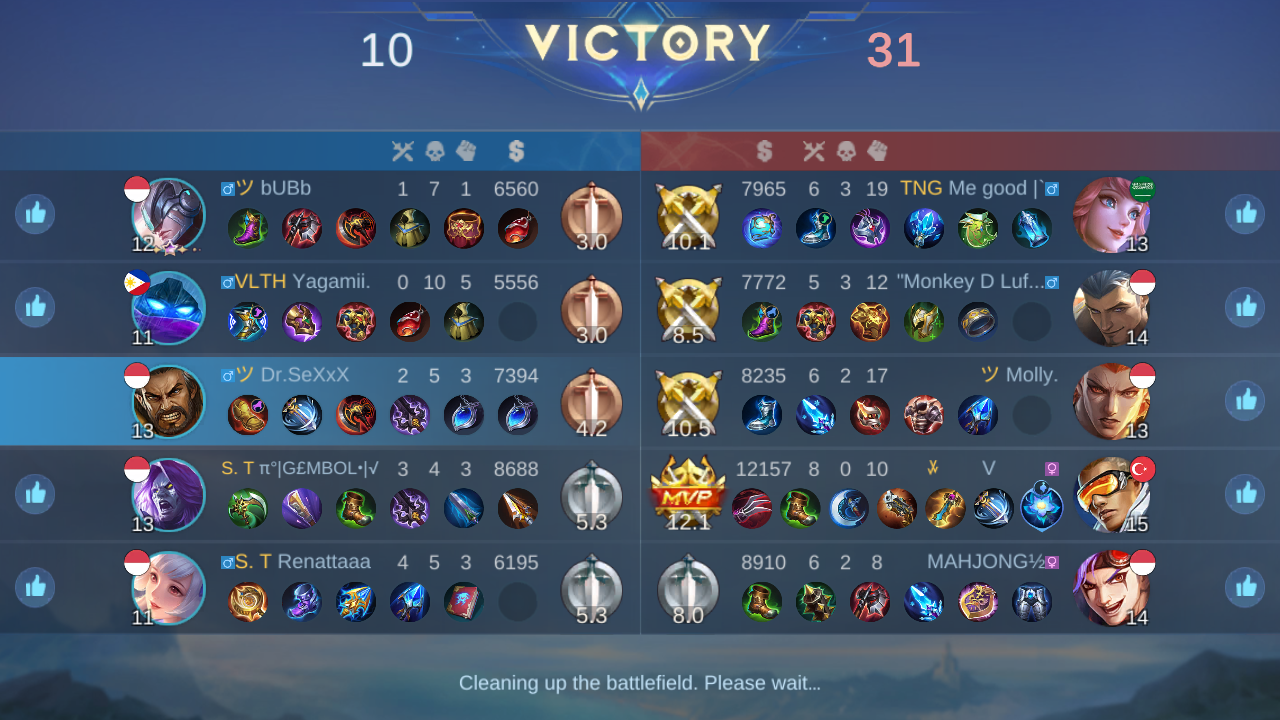 10 VICTORY 31
ツ bUBb 1 7 1 6560
12 3.0
VLTH Yagamii. 0 10 5 5556
11 3.0
ツ Dr.SeXxX 2 5 3 7394
13 4.2
S. T π°|G£MBOL•|√ 3 4 3 8688
13 5.3
S. T Renattaaa 4 5 3 6195
11 5.3
7965 6 3 19 TNG Me good |`
10.1 13
7772 5 3 12 "Monkey D Luf...
8.5 14
8235 6 2 17 ツ Molly.
10.5 13
12157 8 0 10 V
MVP
12.1 15
8910 6 2 8 MAHJONG½
8.0 14
Cleaning up the battlefield. Please wait...